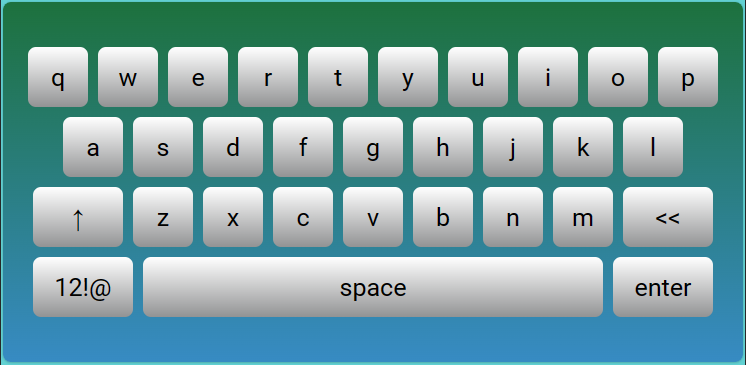 q w e r t y u i o p
a s d f g h j k l
↑ z x c v b n m <<
12!@ space enter